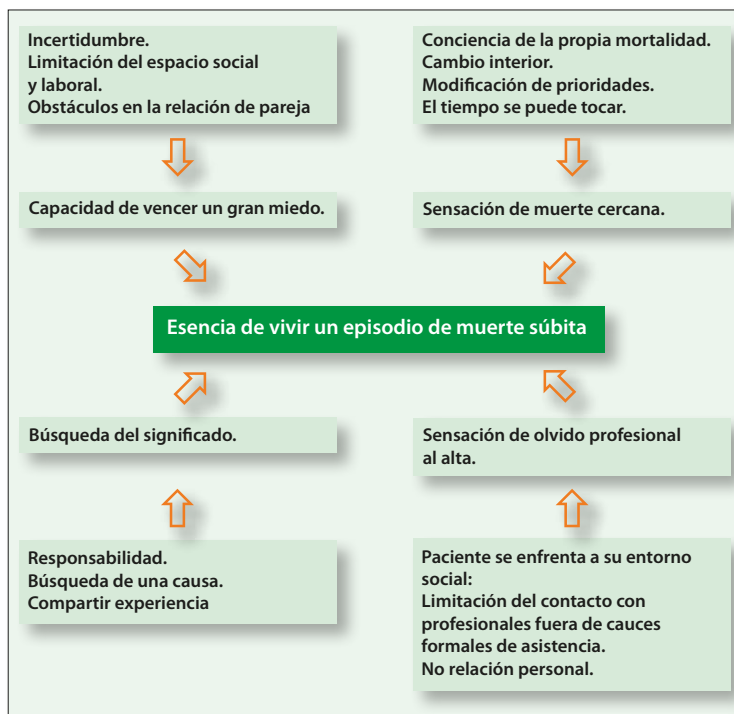 Incertidumbre.
Limitación del espacio social
y laboral.
Obstáculos en la relación de pareja
Conciencia de la propia mortalidad.
Cambio interior.
Modificación de prioridades.
El tiempo se puede tocar.
Capacidad de vencer un gran miedo.
Sensación de muerte cercana.
Esencia de vivir un episodio de muerte súbita
Búsqueda del significado.
Sensación de olvido profesional
al alta.
Responsabilidad.
Búsqueda de una causa.
Compartir experiencia
Paciente se enfrenta a su entorno
social:
Limitación del contacto con
profesionales fuera de cauces
formales de asistencia.
No relación personal.